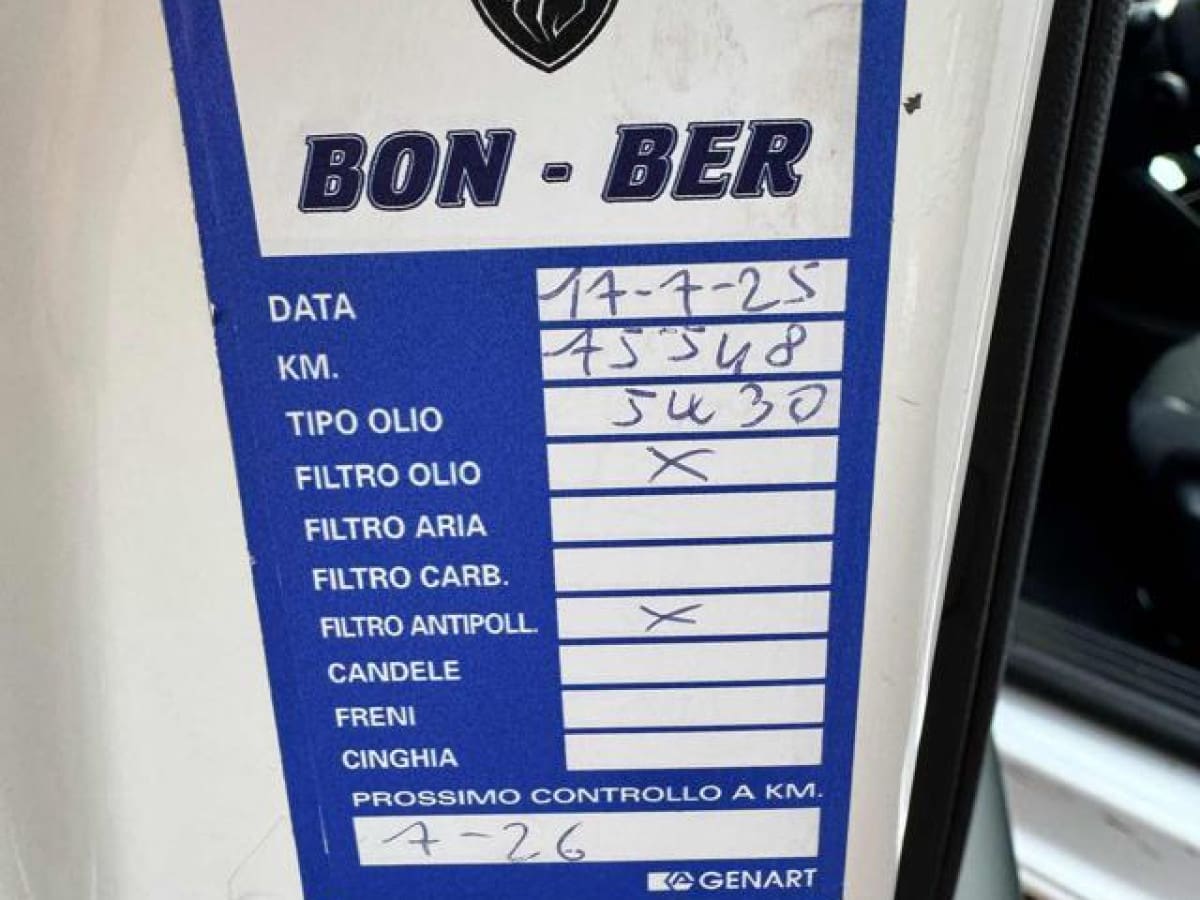 BON - BER
DATA 17-7-25
KM. 75548
TIPO OLIO 5W30
FILTRO OLIO X
FILTRO ARIA
FILTRO CARB.
FILTRO ANTIPOLL. X
CANDELE
FRENI
CINGHIA
PROSSIMO CONTROLLO A KM.
7-26
GENART